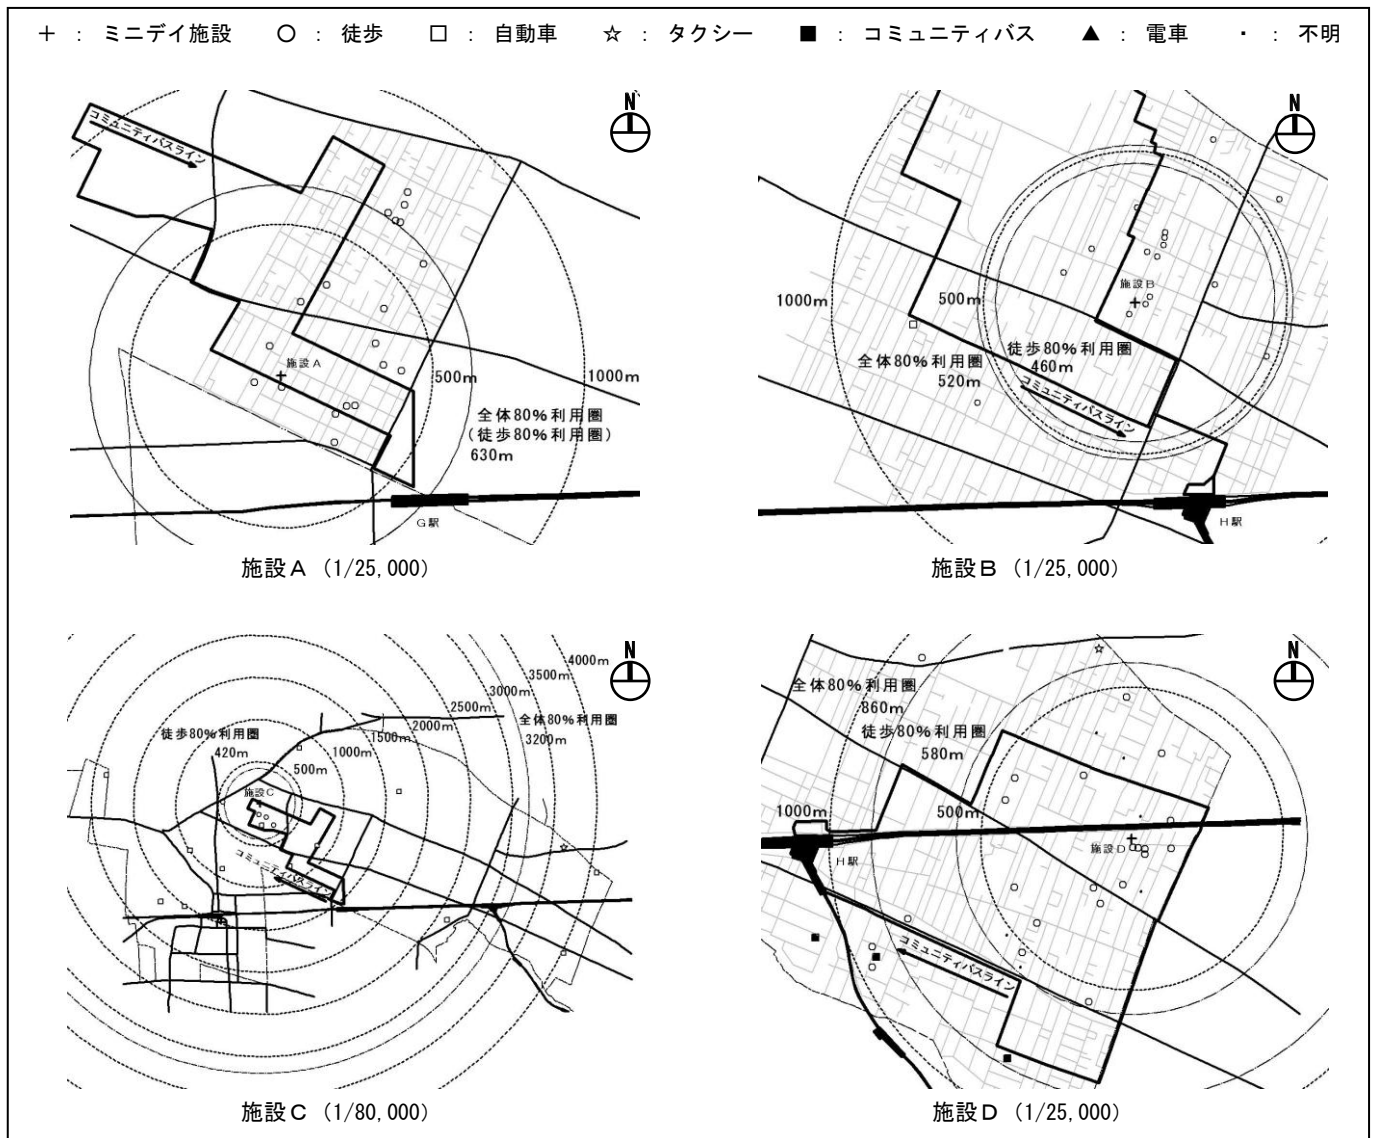 ＋ ： ミニデイ施設 ○ ： 徒歩 □ ： 自動車 ☆ ： タクシー ■ ： コミュニティバス ▲ ： 電車 ・ ： 不明
N
コミュニティバスライン
施設A
500m
1000m
全体80%利用圏
(徒歩80%利用圏)
630m
G駅
施設A (1/25,000)
N
施設B
1000m
500m
徒歩80%利用圏
460m
全体80%利用圏
520m
コミュニティバスライン
H駅
施設B (1/25,000)
N
4000m
3500m
3000m
2500m
2000m
1500m
1000m
500m
全体80%利用圏
3200m
徒歩80%利用圏
420m
施設C
コミュニティバスライン
施設C (1/80,000)
N
全体80%利用圏
860m
徒歩80%利用圏
580m
1000m
500m
施設D
H駅
コミュニティバスライン
施設D (1/25,000)